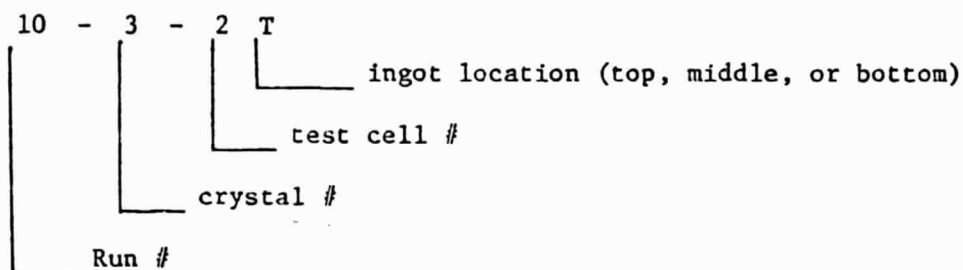 10 - 3 - 2 T
ingot location (top, middle, or bottom)
test cell #
crystal #
Run #